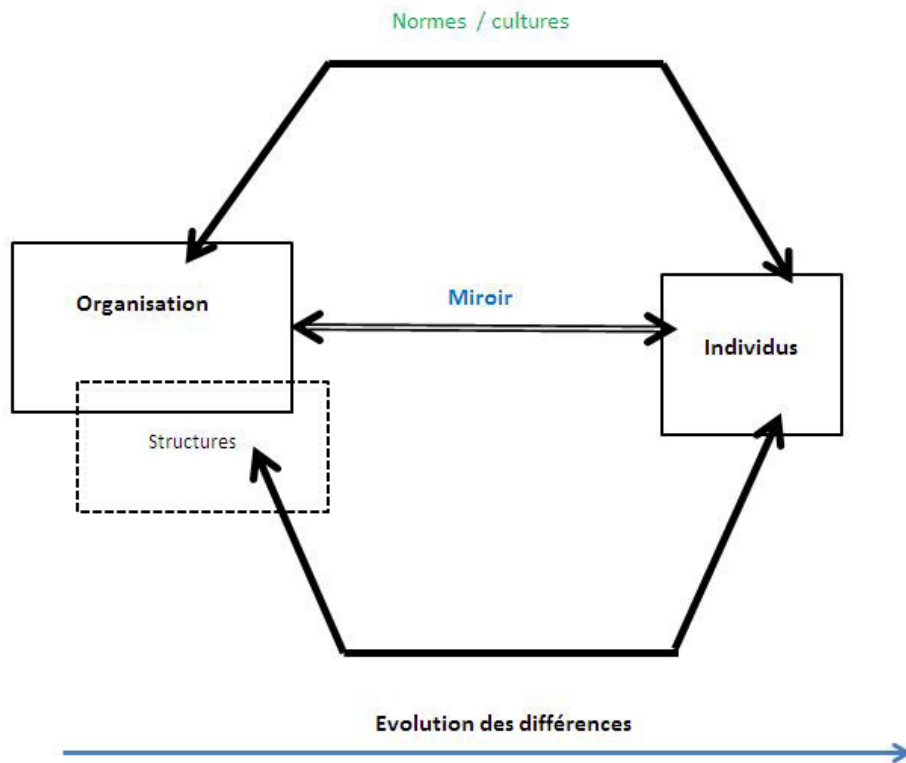 Normes / cultures
Organisation
Miroir
Individus
Structures
Evolution des différences